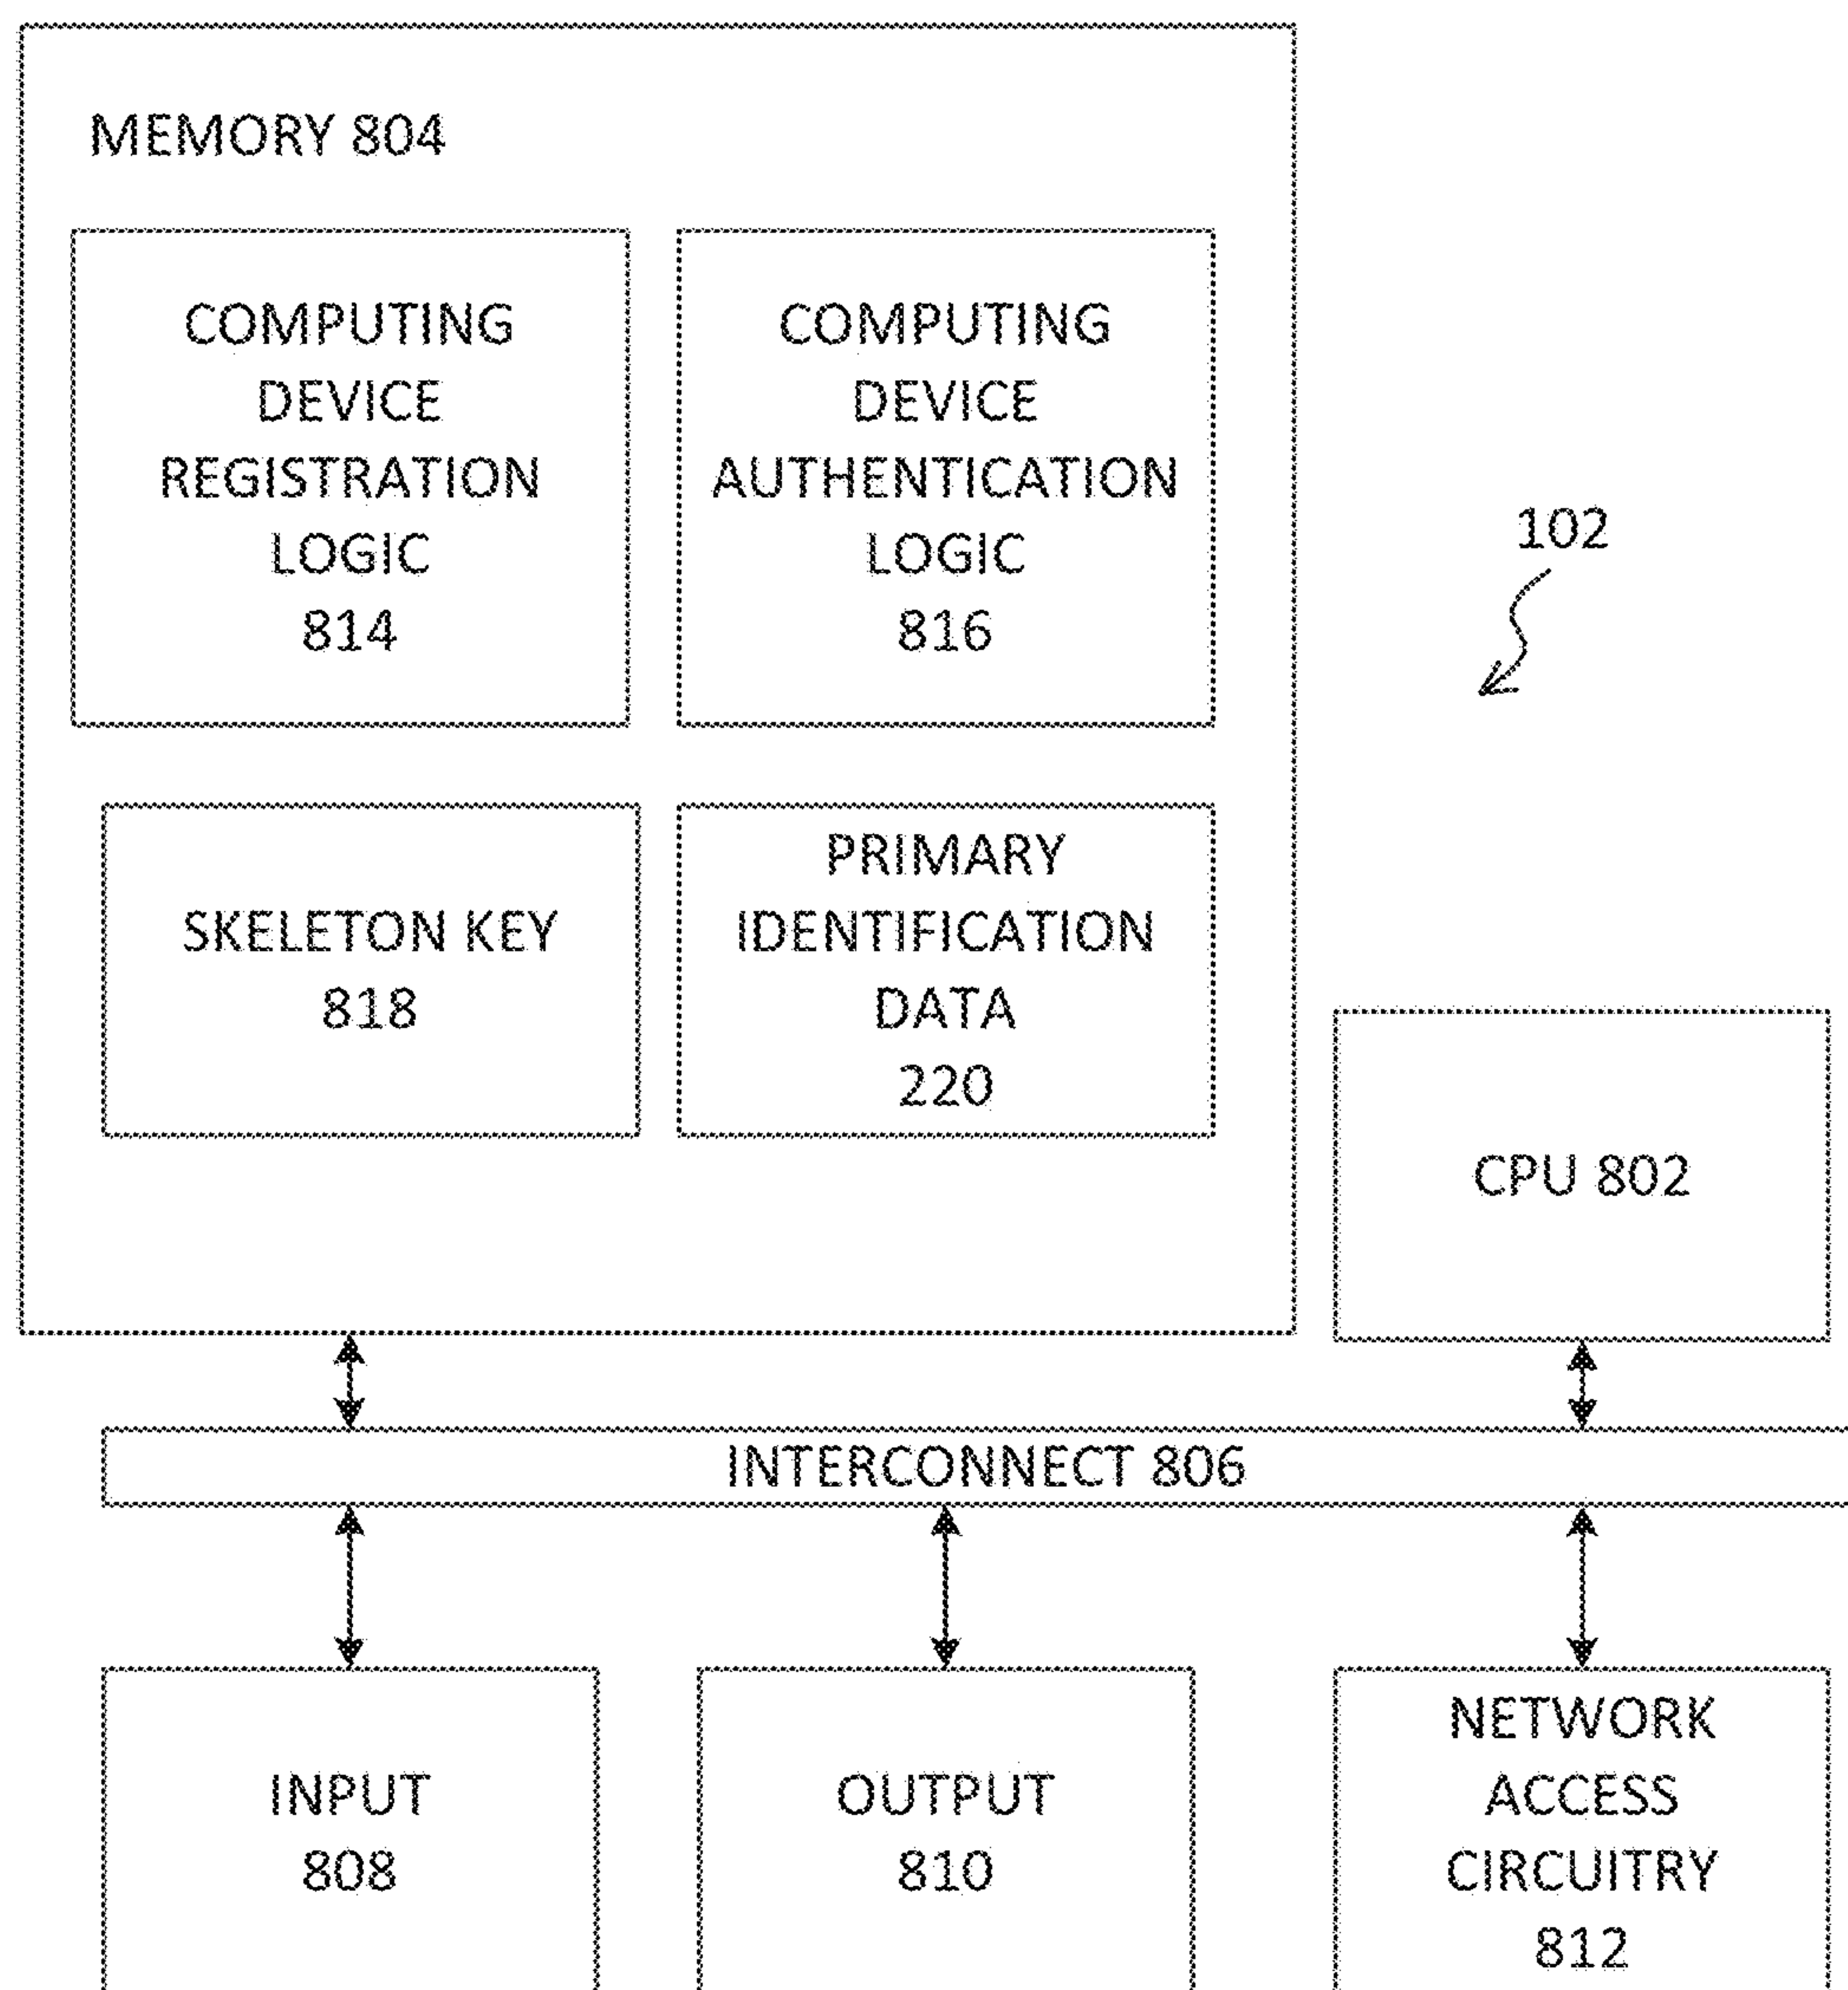 MEMORY 804
COMPUTING
DEVICE
REGISTRATION
LOGIC
814
COMPUTING
DEVICE
AUTHENTICATION
LOGIC
816
102
SKELETON KEY
818
PRIMARY
IDENTIFICATION
DATA
220
CPU 802
INTERCONNECT 806
INPUT
808
OUTPUT
810
NETWORK
ACCESS
CIRCUITRY
812